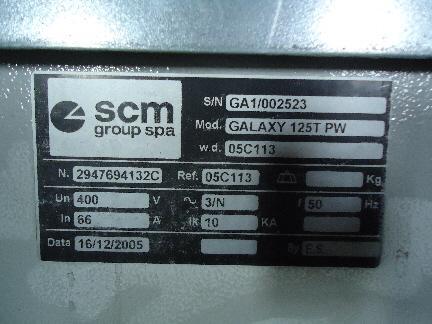 scm
group spa
S/N GA1/002523
Mod. GALAXY 125T PW
w.d. 05C113
N. 2947694132C Ref. 05C113 Kg
Un 400 V ~ 3/N f 50 Hz
In 66 A Ik 10 KA
Data 16/12/2005 By F.S.